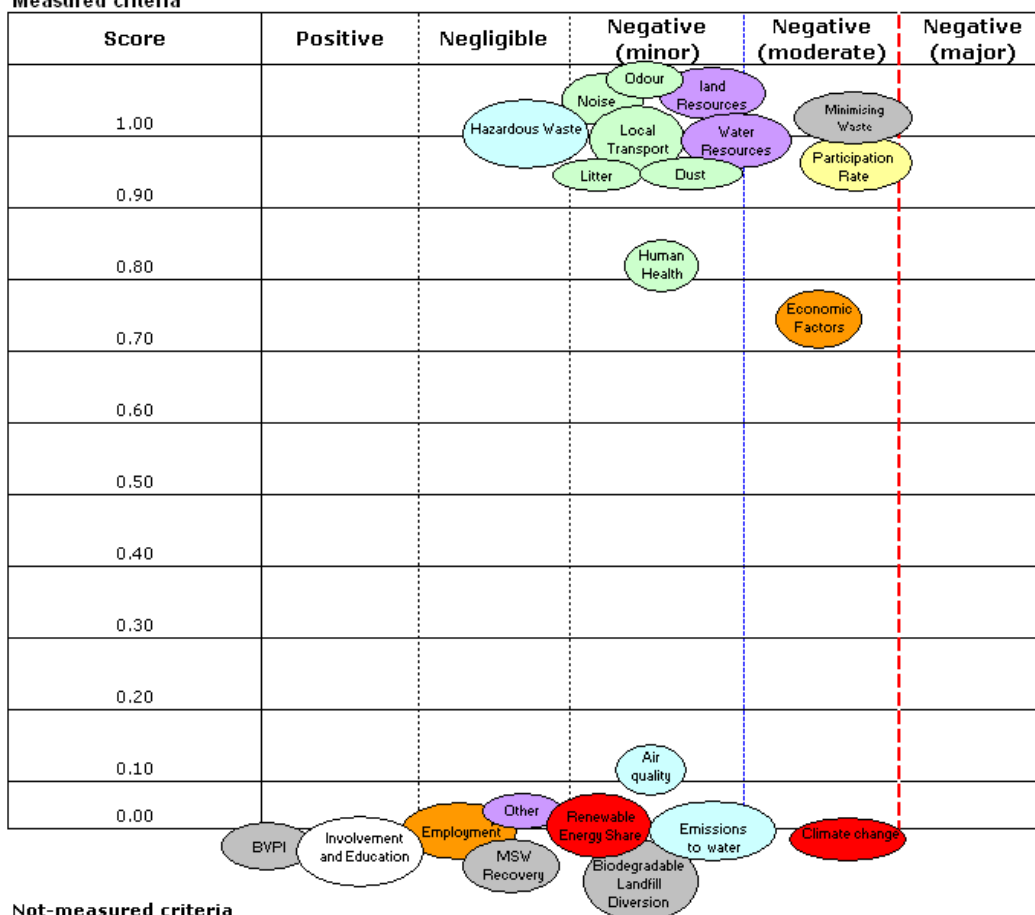 Measured criteria
Score
Positive
Negligible
Negative
(minor)
Negative
(moderate)
Negative
(major)
Odour
Noise
land
Resources
Minimising
Waste
1.00
Hazardous Waste
Local
Transport
Water
Resources
Participation
Rate
Litter
Dust
0.90
Human
Health
0.80
Economic
Factors
0.70
0.60
0.50
0.40
0.30
0.20
Air
quality
0.10
0.00
Other
Renewable
Energy Share
Employment
Emissions
to water
Climate change
BVPI
Involvement
and Education
MSW
Recovery
Biodegradable
Landfill
Diversion
Not-measured criteria